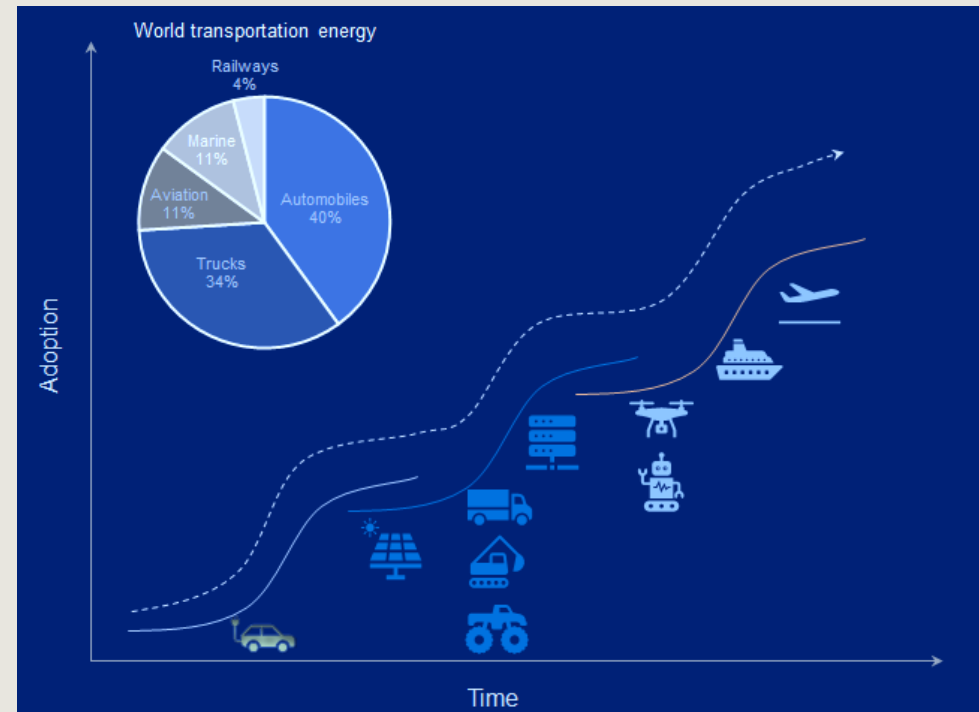 World transportation energy
Railways
4%
Marine
11%
Aviation
11%
Automobiles
40%
Trucks
34%
Adoption
Time